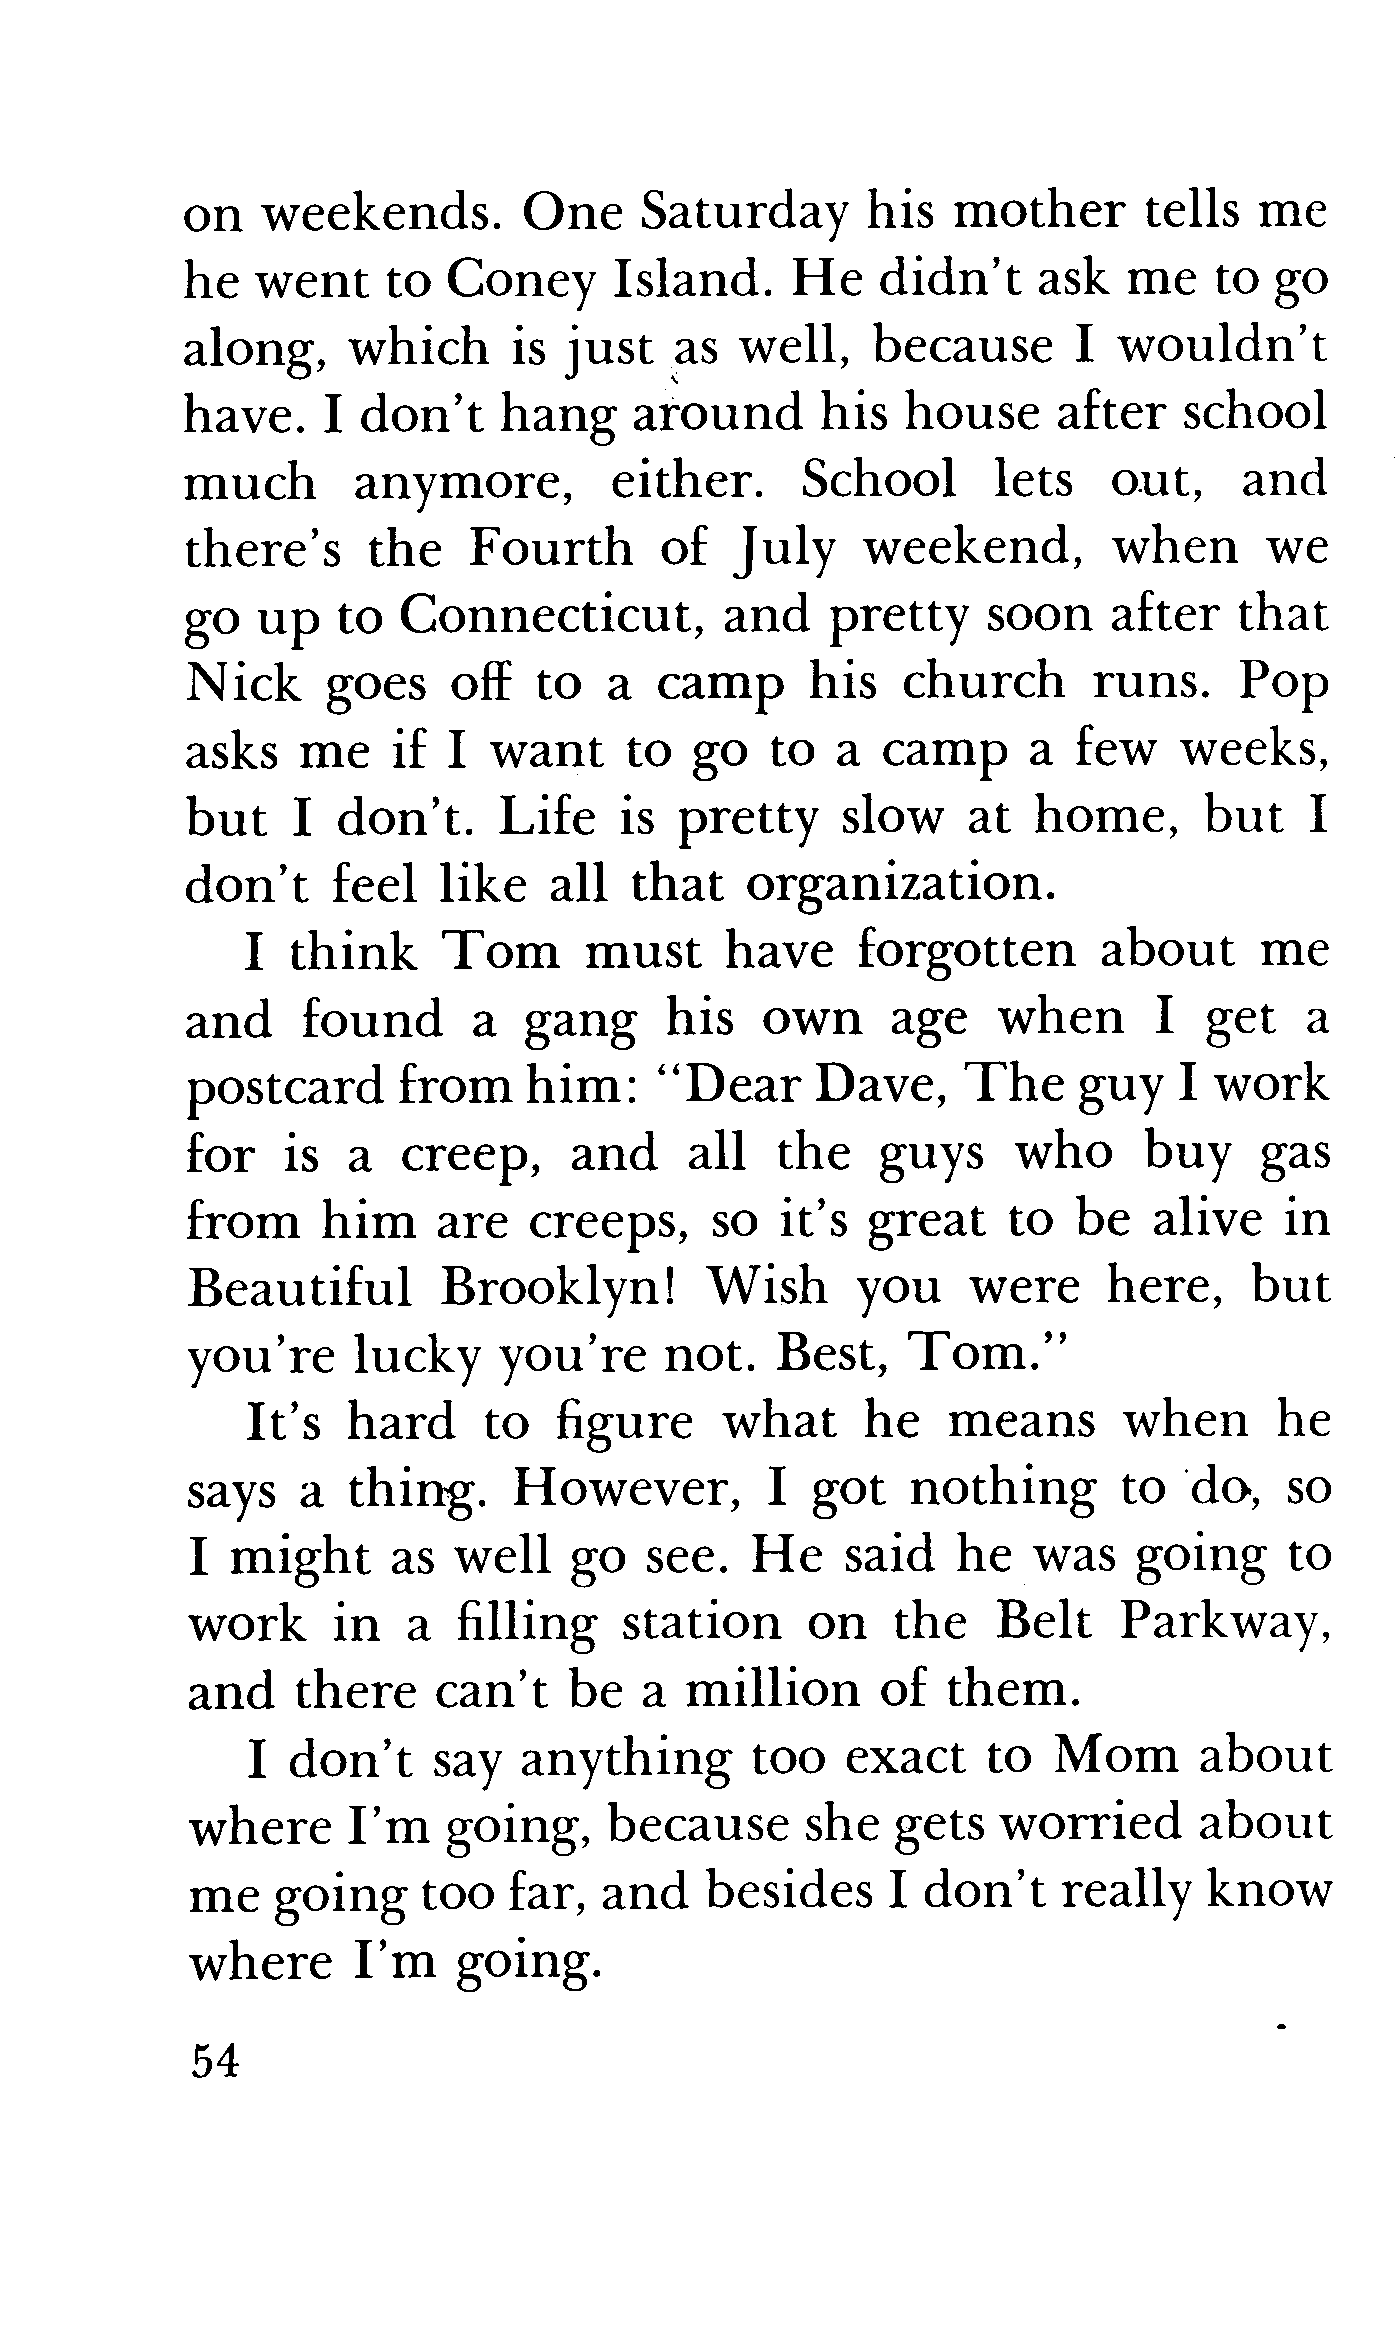 on weekends. One Saturday his mother tells me
he went to Coney Island. He didn't ask me to go
along, which is just as well, because I wouldn't
have. I don't hang around his house after school
much anymore, either. School lets out, and
there's the Fourth of July weekend, when we
go up to Connecticut, and pretty soon after that
Nick goes off to a camp his church runs. Pop
asks me if I want to go to a camp a few weeks,
but I don't. Life is pretty slow at home, but I
don't feel like all that organization.
I think Tom must have forgotten about me
and found a gang his own age when I get a
postcard from him: "Dear Dave, The guy I work
for is a creep, and all the guys who buy gas
from him are creeps, so it's great to be alive in
Beautiful Brooklyn! Wish you were here, but
you're lucky you're not. Best, Tom."
It's hard to figure what he means when he
says a thing. However, I got nothing to do, so
I might as well go see. He said he was going to
work in a filling station on the Belt Parkway,
and there can't be a million of them.
I don't say anything too exact to Mom about
where I'm going, because she gets worried about
me going too far, and besides I don't really know
where I'm going.
54